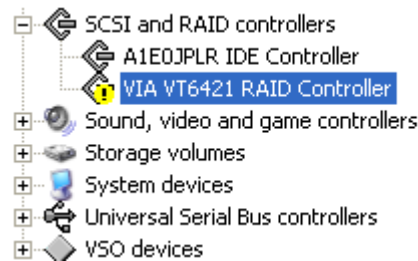 SCSI and RAID controllers
A1E0JPLR IDE Controller
VIA VT6421 RAID Controller
Sound, video and game controllers
Storage volumes
System devices
Universal Serial Bus controllers
VSO devices